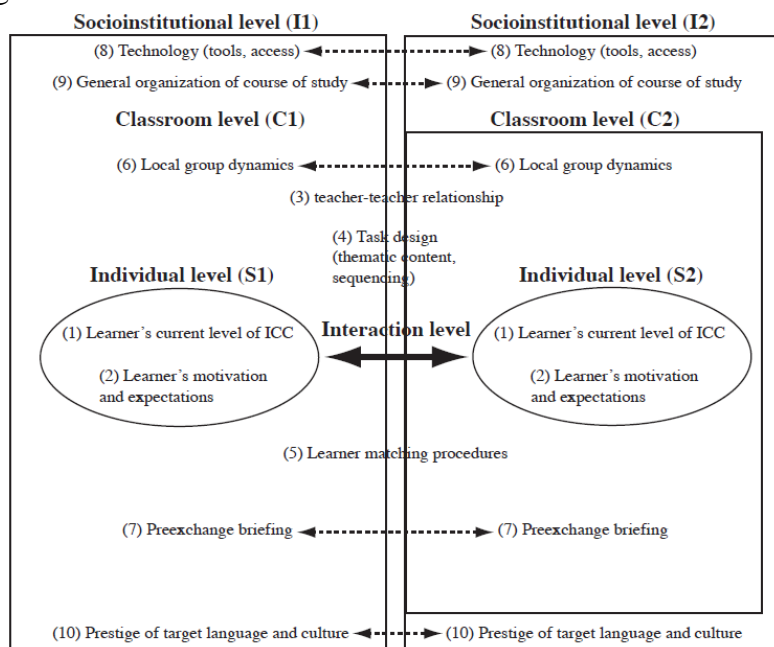 Socioinstitutional level (I1)
Socioinstitutional level (I2)
(8) Technology (tools, access)
(8) Technology (tools, access)
(9) General organization of course of study
(9) General organization of course of study
Classroom level (C1)
Classroom level (C2)
(6) Local group dynamics
(6) Local group dynamics
(3) teacher-teacher relationship
(4) Task design
(thematic content,
sequencing)
Individual level (S1)
Individual level (S2)
(1) Learner's current level of ICC
Interaction level
(1) Learner's current level of ICC
(2) Learner's motivation
and expectations
(2) Learner's motivation
and expectations
(5) Learner matching procedures
(7) Preexchange briefing
(7) Preexchange briefing
(10) Prestige of target language and culture
(10) Prestige of target language and culture